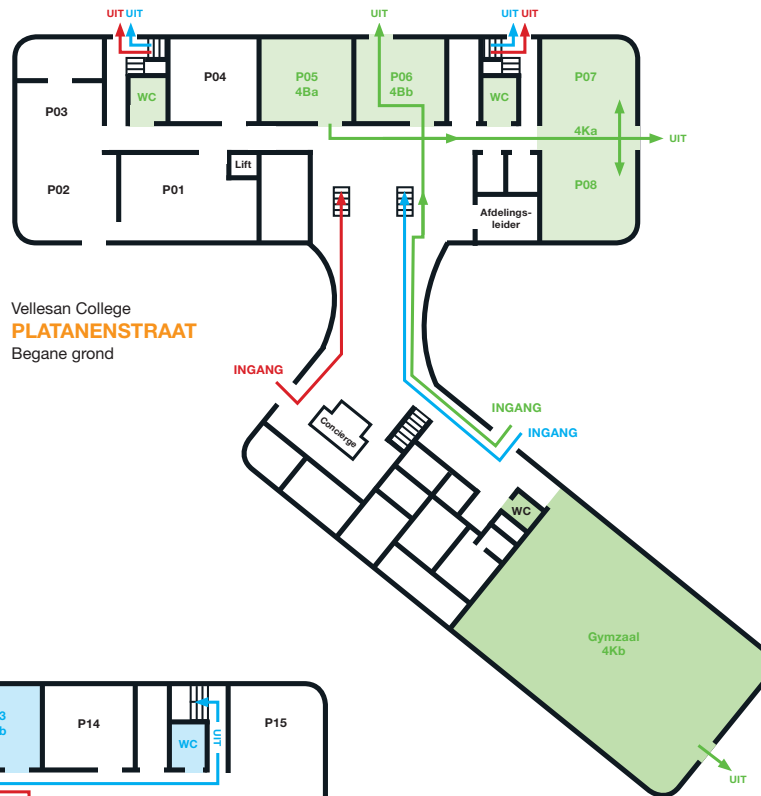 UIT UIT
UIT
UIT UIT
P03
WC
P04
P05
4Ba
P06
4Bb
WC
P07
4Ka
UIT
P08
P02
P01
Lift
Afdelings-
leider
Vellesan College
PLATANENSTRAAT
Begane grond
INGANG
Concierge
INGANG
INGANG
WC
Gymzaal
4Kb
UIT
3
b
P14
WC
UIT
P15